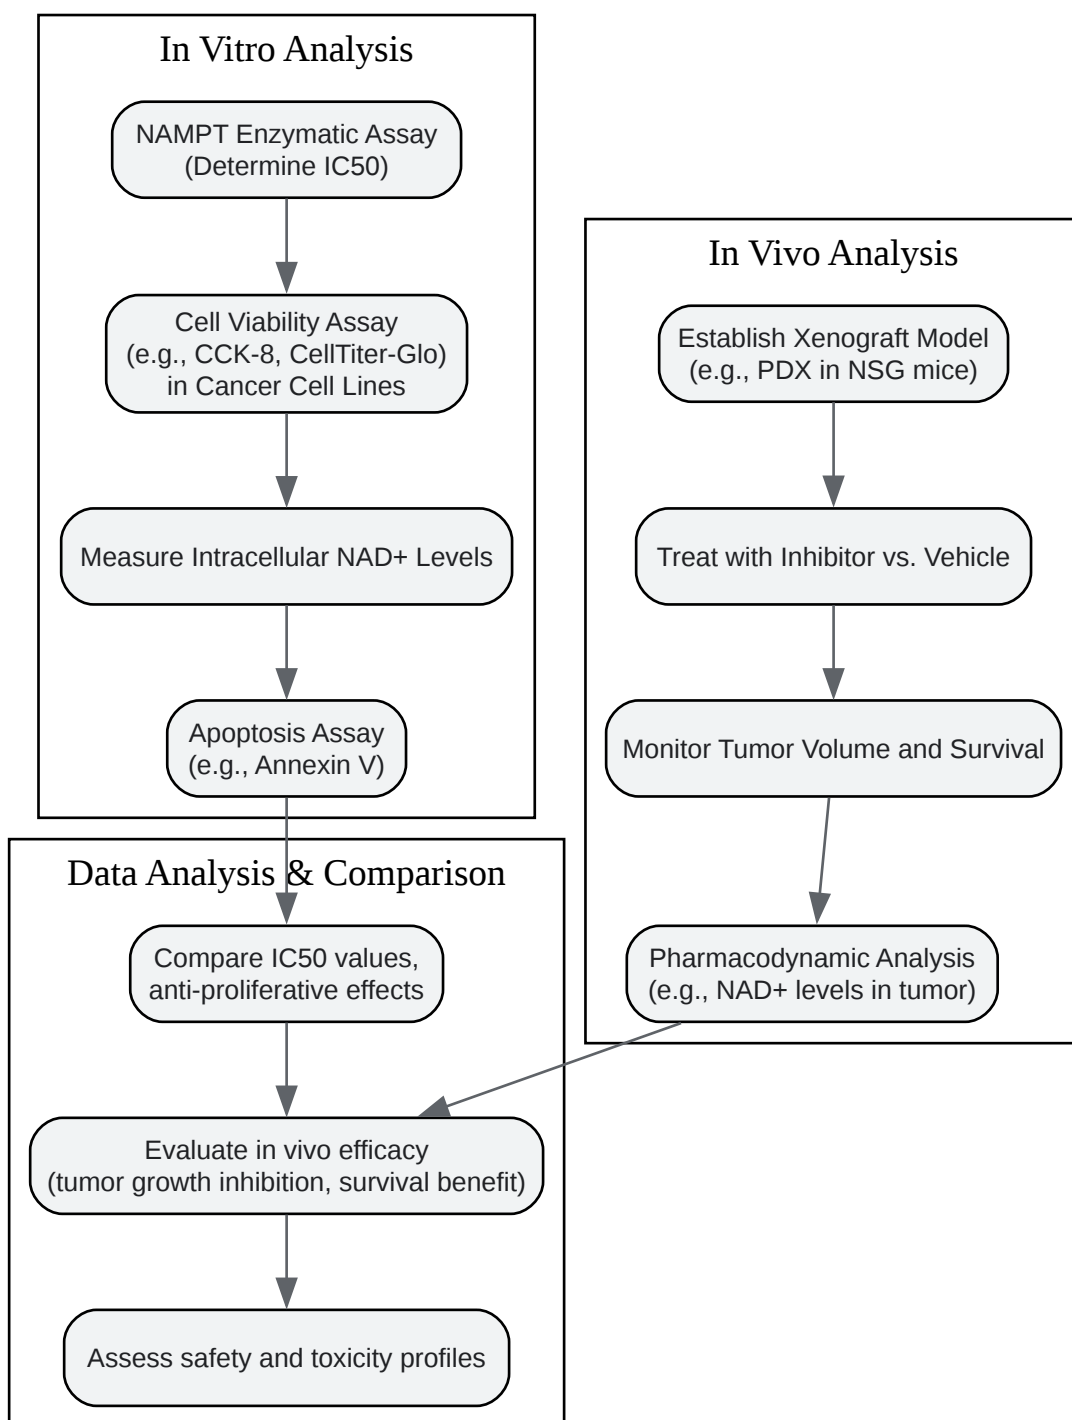 In Vitro Analysis
NAMPT Enzymatic Assay
(Determine IC50)
Cell Viability Assay
(e.g., CCK-8, CellTiter-Glo)
in Cancer Cell Lines
Measure Intracellular NAD+ Levels
Apoptosis Assay
(e.g., Annexin V)
In Vivo Analysis
Establish Xenograft Model
(e.g., PDX in NSG mice)
Treat with Inhibitor vs. Vehicle
Monitor Tumor Volume and Survival
Pharmacodynamic Analysis
(e.g., NAD+ levels in tumor)
Data Analysis & Comparison
Compare IC50 values,
anti-proliferative effects
Evaluate in vivo efficacy
(tumor growth inhibition, survival benefit)
Assess safety and toxicity profiles